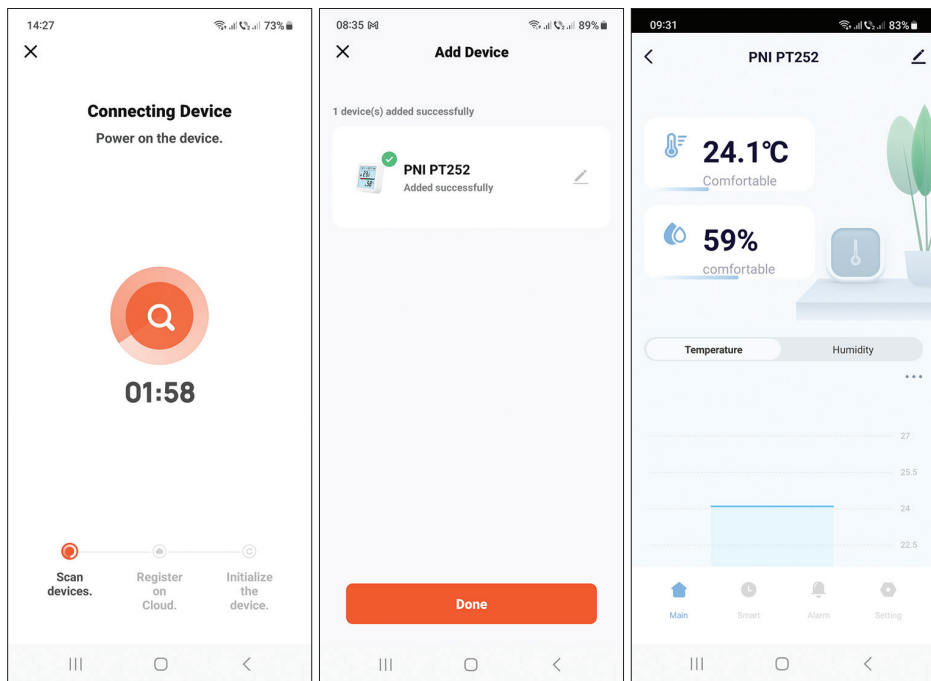 14:27
73%
Connecting Device
Power on the device.
01:58
Scan
devices.
Register
on
Cloud.
Initialize
the
device.
08:35
89%
Add Device
1 device(s) added successfully
PNI PT252
Added successfully
Done
09:31
83%
PNI PT252
24.1°C
Comfortable
59%
comfortable
Temperature
Humidity
27
25.5
24
22.5
Main
Smart
Alarm
Setting